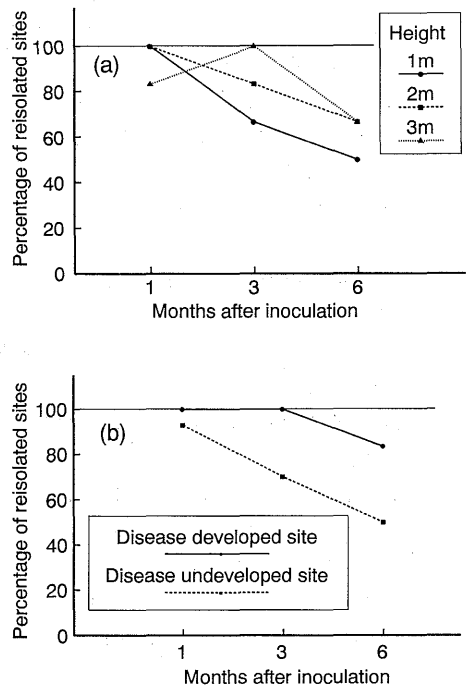 Percentage of reisolated sites
100
80
60
40
20
0
(a)
Height
1m
2m
3m
1
3
6
Months after inoculation
Percentage of reisolated sites
100
80
60
40
20
0
(b)
Disease developed site
Disease undeveloped site
1
3
6
Months after inoculation